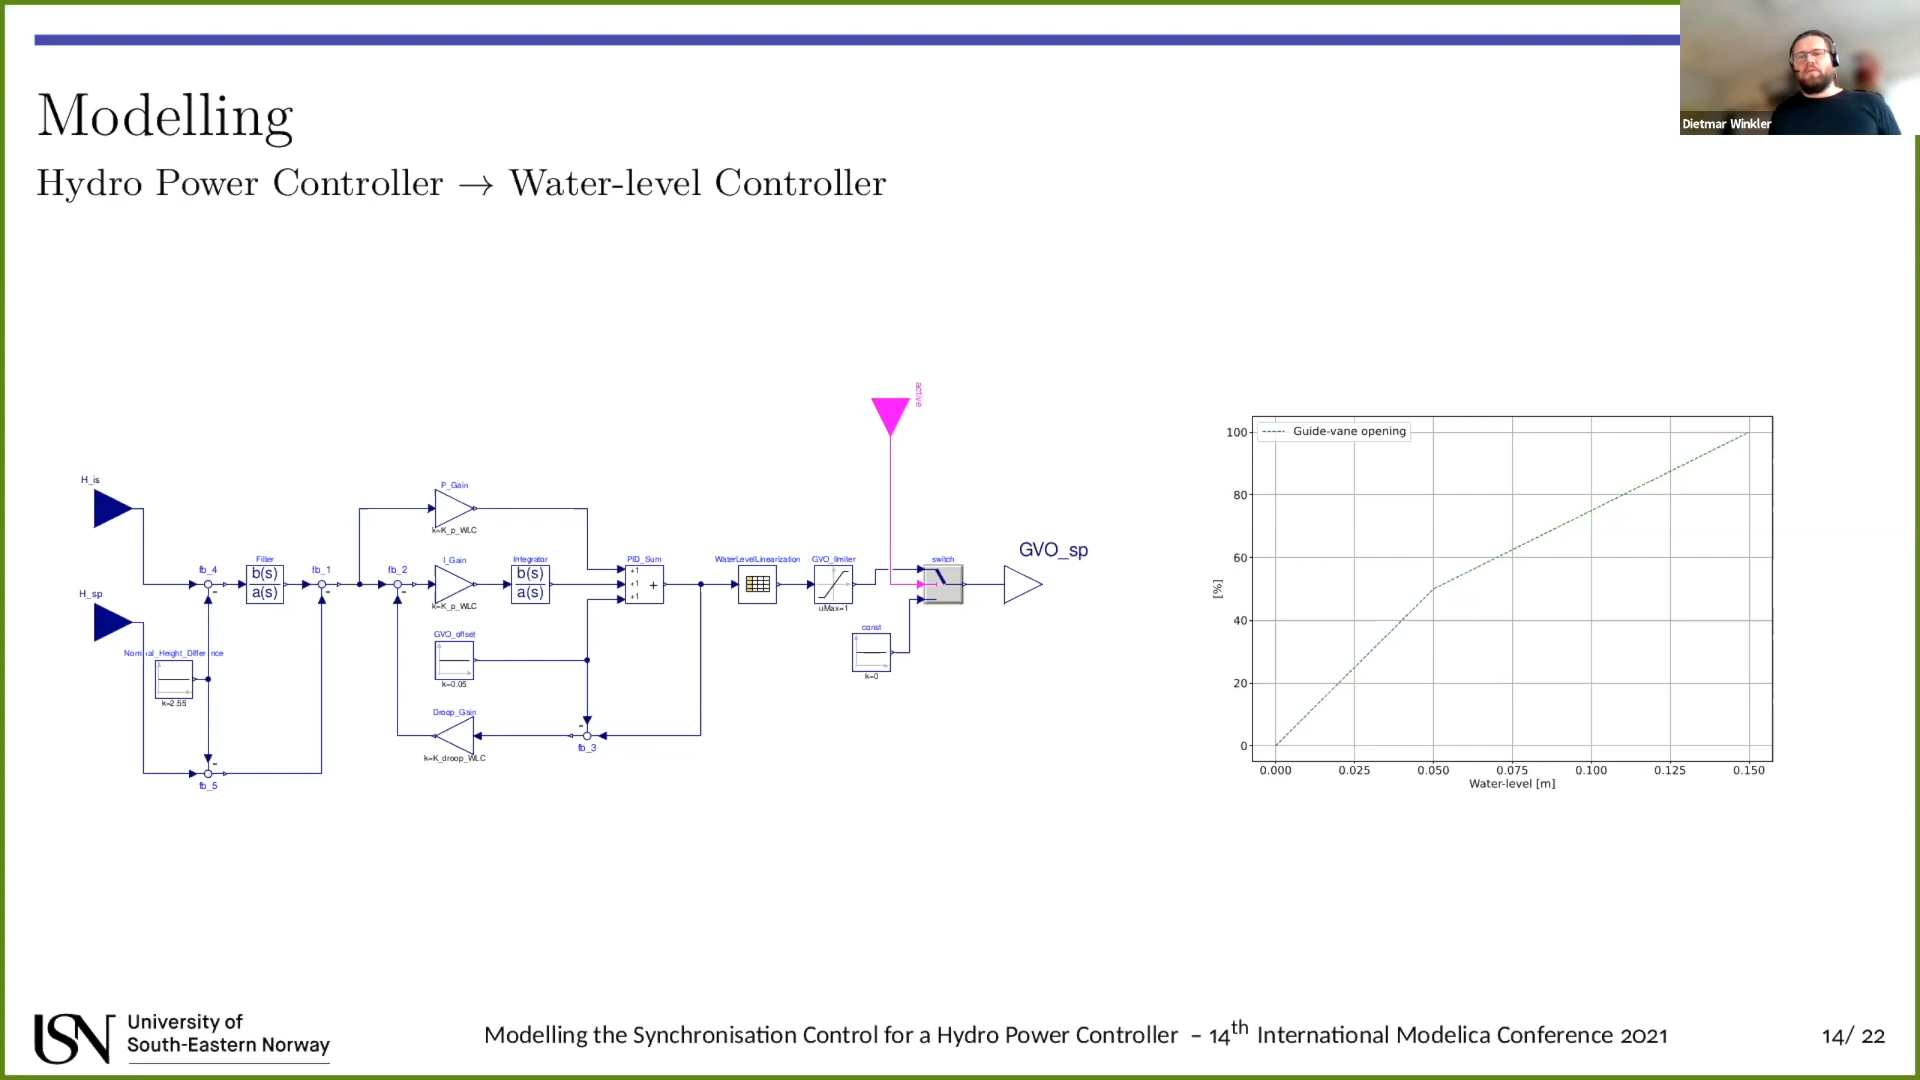 Dietmar Winkler
Modelling
Hydro Power Controller → Water-level Controller
active
H_is
P_Gain
k=K_p_WLC
GVO_sp
fb_4
Filter
b(s)
a(s)
fb_1
fb_2
I_Gain
k=K_p_WLC
Integrator
b(s)
a(s)
PID_Sum
+1
+1
+1
+
WaterLevelLinearization
GVO_limiter
uMax=1
switch
H_sp
const
k=0
GVO_offset
k=0.05
k=2.55
Droop_Gain
k=K_droop_WLC
fb_3
fb_5
Guide-vane opening
[%]
100
80
60
40
20
0
0.000 0.025 0.050 0.075 0.100 0.125 0.150
Water-level [m]
USN University of
South-Eastern Norway
Modelling the Synchronisation Control for a Hydro Power Controller – 14th International Modelica Conference 2021
14/ 22